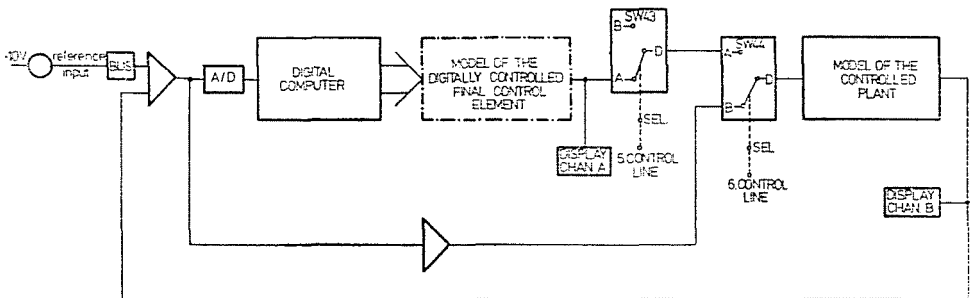 -10V
reference
input
BUS
A/D
DIGITAL
COMPUTER
MODEL OF THE
DIGITALLY CONTROLLED
FINAL CONTROL
ELEMENT
DISPLAY
CHAN. A
SW43
B
A
D
SEL.
5.CONTROL
LINE
SW44
A
B
D
SEL
6.CONTROL
LINE
MODEL OF THE
CONTROLLED
PLANT
DISPLAY
CHAN. B